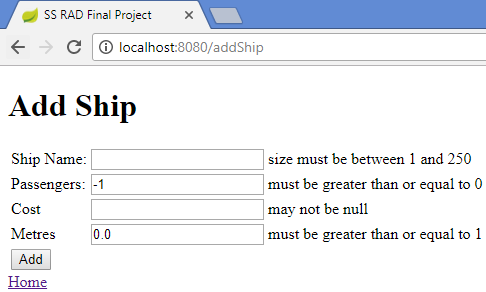 SS RAD Final Project
localhost:8080/addShip
Add Ship
Ship Name: size must be between 1 and 250
Passengers: -1 must be greater than or equal to 0
Cost may not be null
Metres 0.0 must be greater than or equal to 1
Add
Home